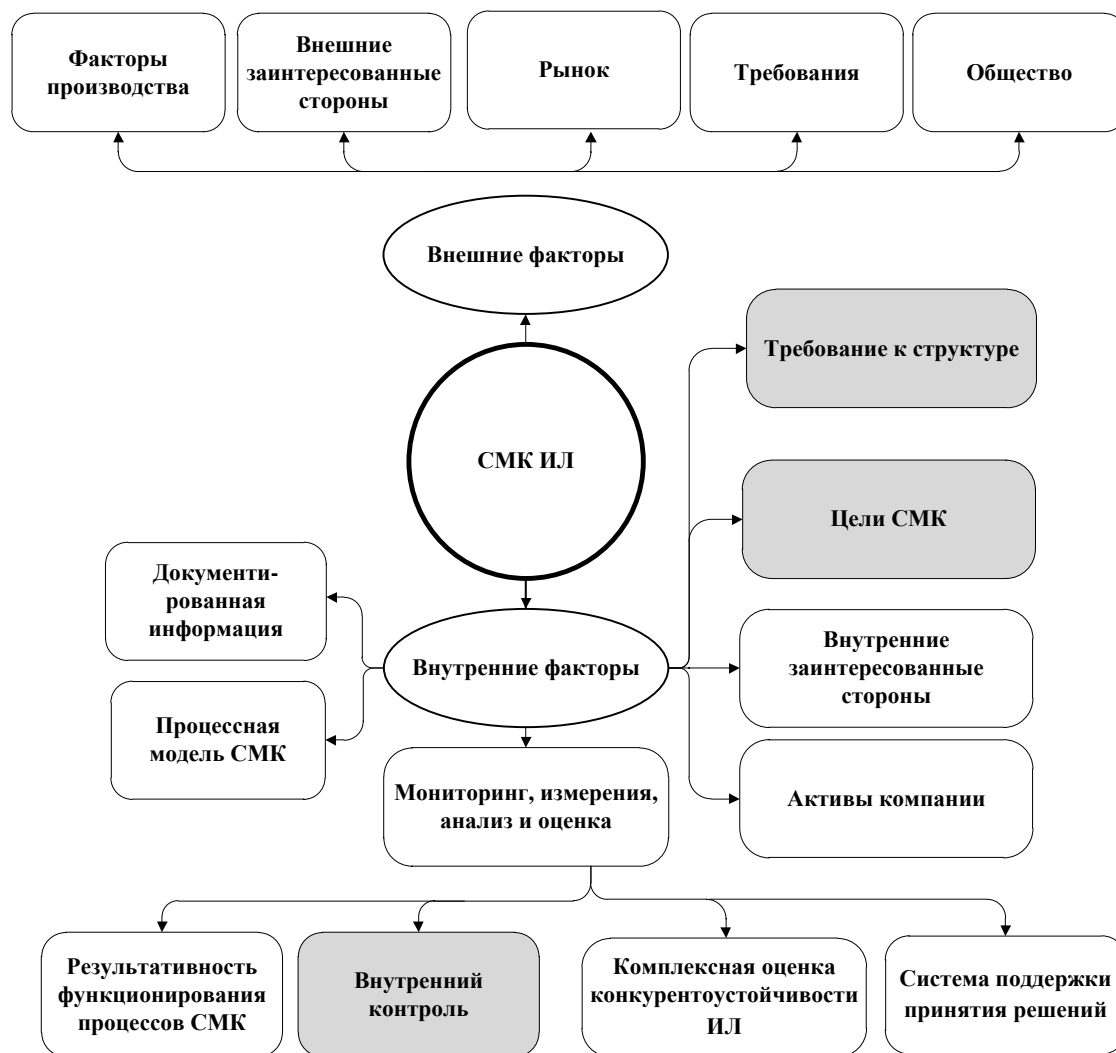 Факторы
производства
Внешние
заинтересованные
стороны
Рынок
Требования
Общество
Внешние факторы
Требование к структуре
СМК ИЛ
Цели СМК
Документи-
рованная
информация
Внутренние факторы
Внутренние
заинтересованные
стороны
Процессная
модель СМК
Мониторинг, измерения,
анализ и оценка
Активы компании
Результативность
функционирования
процессов СМК
Внутренний
контроль
Комплексная оценка
конкурентоустойчивости
ИЛ
Система поддержки
принятия решений